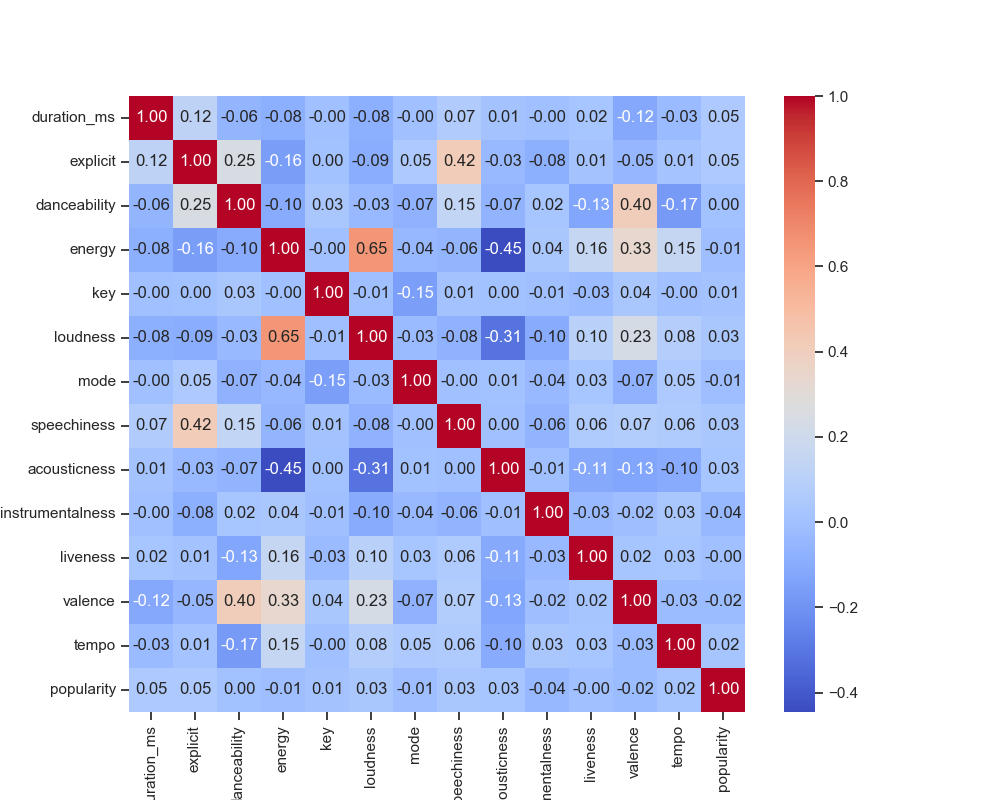 duration_ms 1.00 0.12 -0.06 -0.08 -0.00 -0.08 -0.00 0.07 0.01 -0.00 0.02 -0.12 -0.03 0.05
explicit 0.12 1.00 0.25 -0.16 0.00 -0.09 0.05 0.42 -0.03 -0.08 0.01 -0.05 0.01 0.05
danceability -0.06 0.25 1.00 -0.10 0.03 -0.03 -0.07 0.15 -0.07 0.02 -0.13 0.40 -0.17 0.00
energy -0.08 -0.16 -0.10 1.00 -0.00 0.65 -0.04 -0.06 -0.45 0.04 0.16 0.33 0.15 -0.01
key -0.00 0.00 0.03 -0.00 1.00 -0.01 -0.15 0.01 0.00 -0.01 -0.03 0.04 -0.00 0.01
loudness -0.08 -0.09 -0.03 0.65 -0.01 1.00 -0.03 -0.08 -0.31 -0.10 0.10 0.23 0.08 0.03
mode -0.00 0.05 -0.07 -0.04 -0.15 -0.03 1.00 -0.00 0.01 -0.04 0.03 -0.07 0.05 -0.01
speechiness 0.07 0.42 0.15 -0.06 0.01 -0.08 -0.00 1.00 0.00 -0.06 0.06 0.07 0.06 0.03
acousticness 0.01 -0.03 -0.07 -0.45 0.00 -0.31 0.01 0.00 1.00 -0.01 -0.11 -0.13 -0.10 0.03
instrumentalness -0.00 -0.08 0.02 0.04 -0.01 -0.10 -0.04 -0.06 -0.01 1.00 -0.03 -0.02 0.03 -0.04
liveness 0.02 0.01 -0.13 0.16 -0.03 0.10 0.03 0.06 -0.11 -0.03 1.00 0.02 0.03 -0.00
valence -0.12 -0.05 0.40 0.33 0.04 0.23 -0.07 0.07 -0.13 -0.02 0.02 1.00 -0.03 -0.02
tempo -0.03 0.01 -0.17 0.15 -0.00 0.08 0.05 0.06 -0.10 0.03 0.03 -0.03 1.00 0.02
popularity 0.05 0.05 0.00 -0.01 0.01 0.03 -0.01 0.03 0.03 -0.04 -0.00 -0.02 0.02 1.00
uration_ms
explicit
danceability
energy
key
loudness
mode
peechiness
ousticness
mentalness
liveness
valence
tempo
popularity
1.0
0.8
0.6
0.4
0.2
0.0
−0.2
−0.4